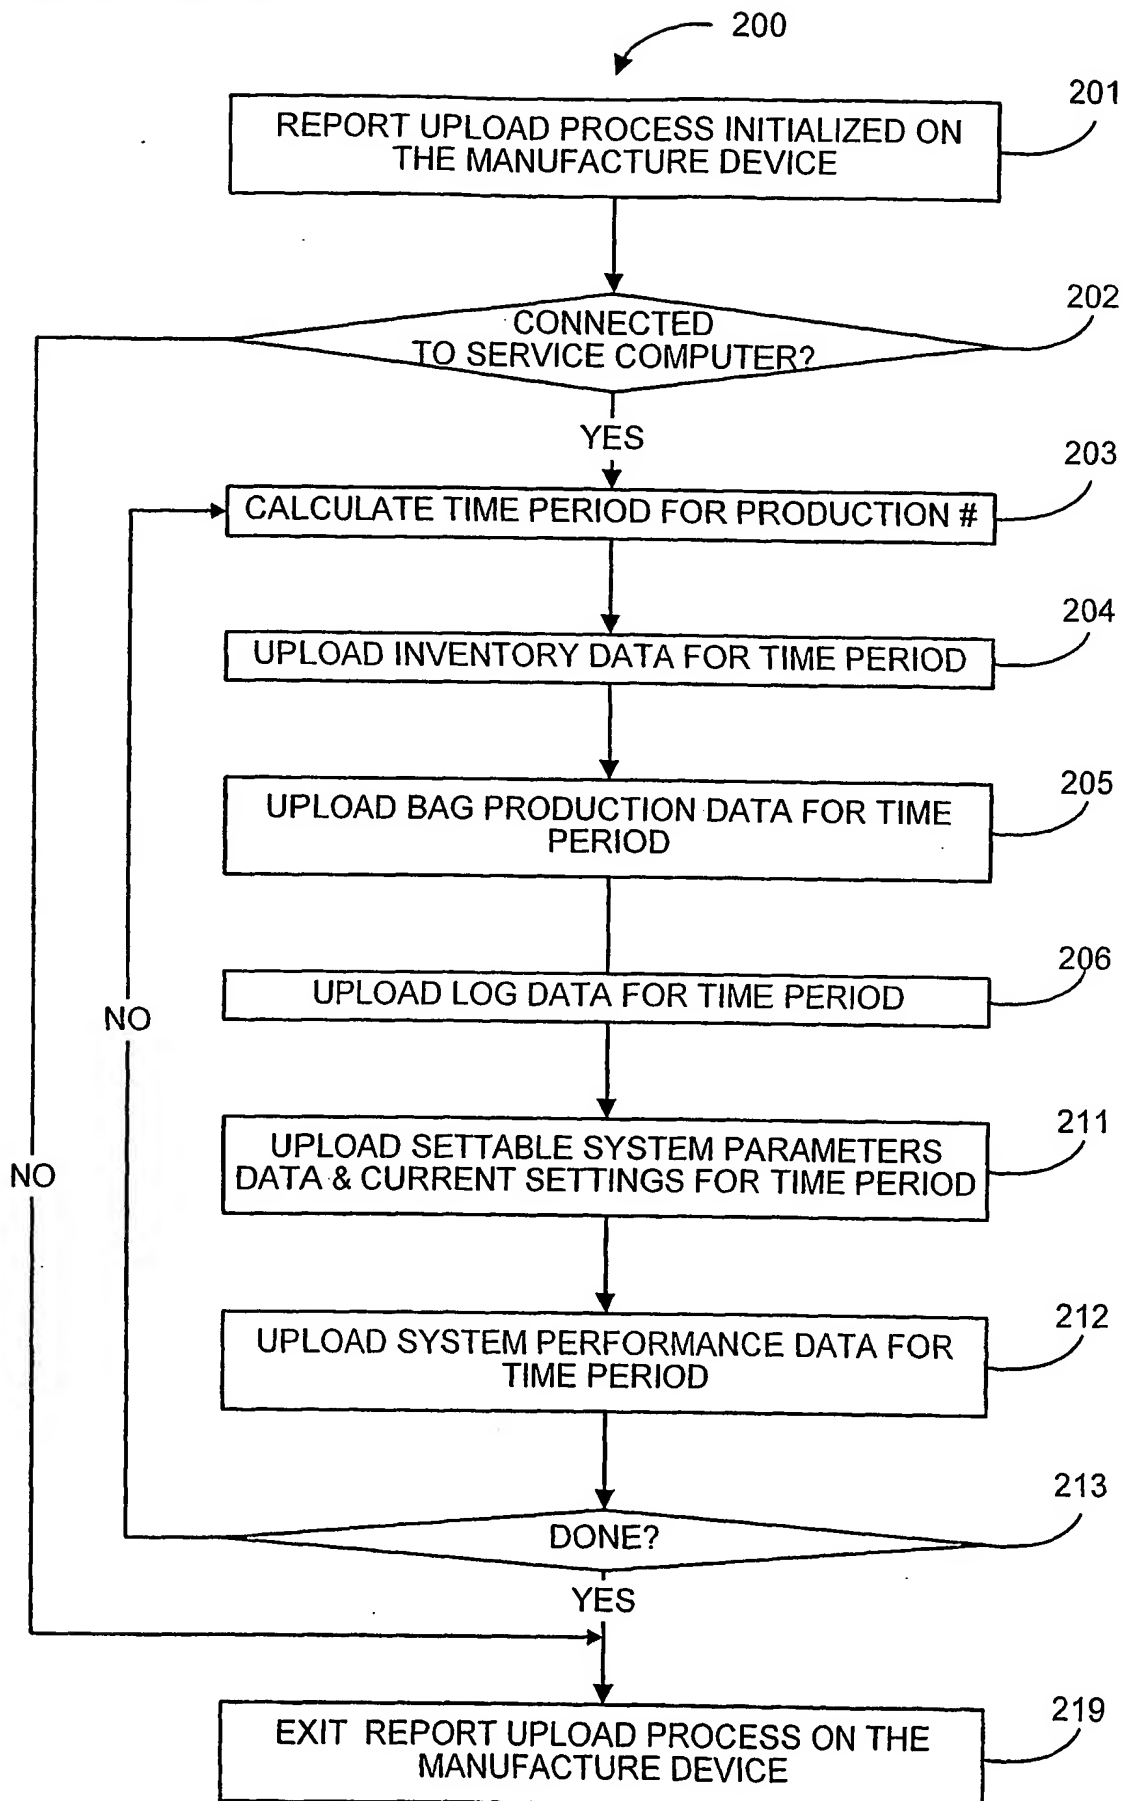 200
201
REPORT UPLOAD PROCESS INITIALIZED ON
THE MANUFACTURE DEVICE
202
CONNECTED
TO SERVICE COMPUTER?
YES
203
CALCULATE TIME PERIOD FOR PRODUCTION #
204
UPLOAD INVENTORY DATA FOR TIME PERIOD
205
UPLOAD BAG PRODUCTION DATA FOR TIME
PERIOD
206
UPLOAD LOG DATA FOR TIME PERIOD
NO
211
UPLOAD SETTABLE SYSTEM PARAMETERS
DATA & CURRENT SETTINGS FOR TIME PERIOD
NO
212
UPLOAD SYSTEM PERFORMANCE DATA FOR
TIME PERIOD
213
DONE?
YES
219
EXIT REPORT UPLOAD PROCESS ON THE
MANUFACTURE DEVICE